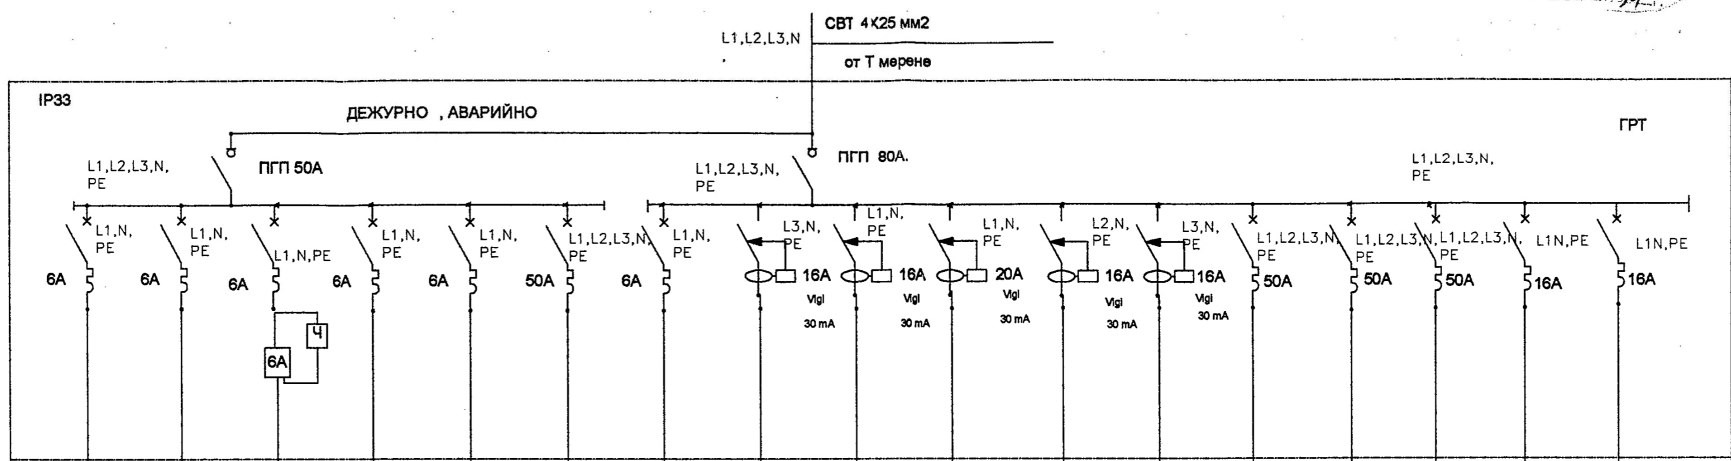 СВТ 4X25 мм2
L1,L2,L3,N
от Т мерене
IP33
ДЕЖУРНО , АВАРИЙНО
ГРТ
L1,L2,L3,N,
PE
ПГП 50А
L1,L2,L3,N,
PE
ПГП 80А.
L1,L2,L3,N,
PE
L1,N,
PE
6А
L1,N,
PE
6А
L1,N,PE
6А
Ч
6А
L1,N,
PE
6А
L1,N,
PE
6А
L1,L2,L3,N,
PE
50А
L1,N,
PE
6А
L3,N,
PE
16А
Vigi
30 mA
L1,N,
PE
16А
Vigi
30 mA
L1,N,
PE
20А
Vigi
30 mA
L2,N,
PE
16А
Vigi
30 mA
L3,N,
PE
16А
Vigi
30 mA
L1,L2,L3,N,
PE
50А
L1,L2,L3,N,
PE
50А
L1,L2,L3,N,
PE
50А
L1N,PE
16А
L1N,PE
16А